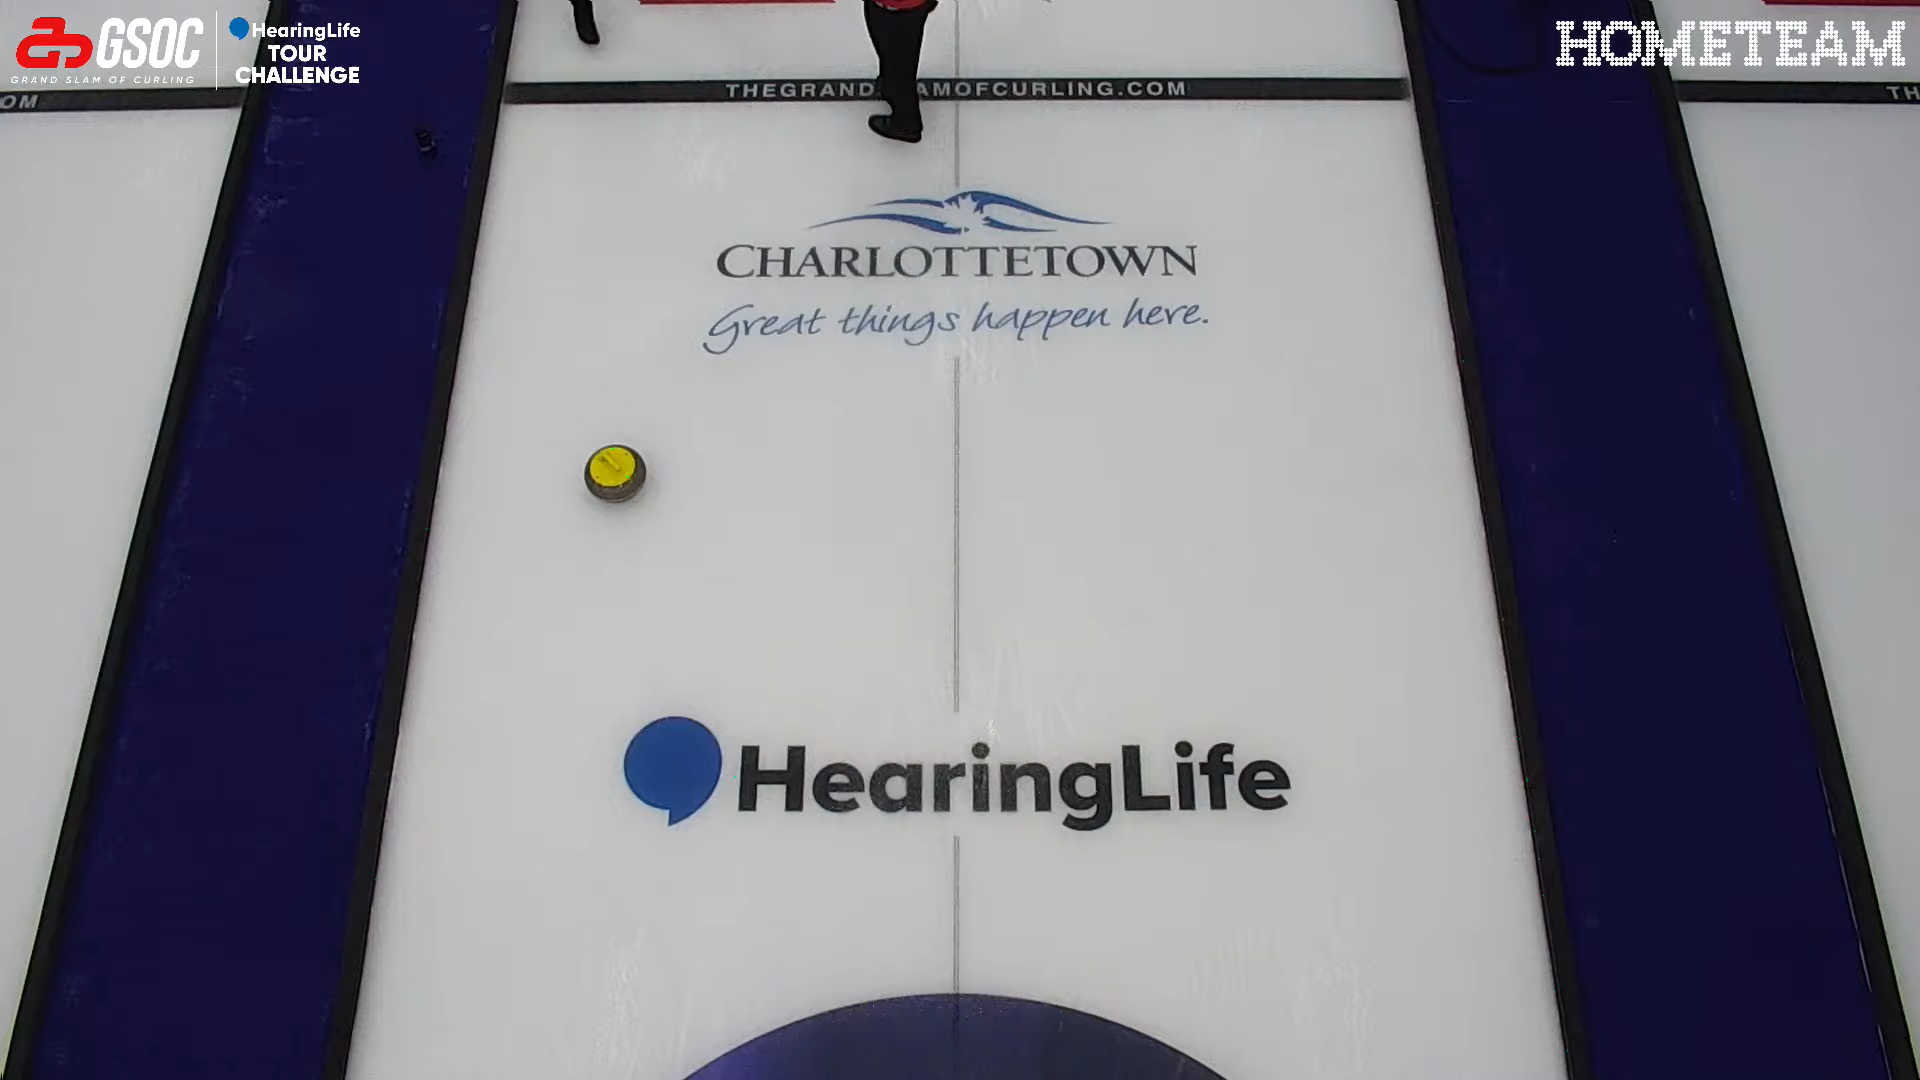 GSOC
GRAND SLAM OF CURLING
HearingLife
TOUR
CHALLENGE
HOMETEAM
OM
THEGRAND AMOFCURLING.COM
TH
CHARLOTTETOWN
Great things happen here.
HearingLife